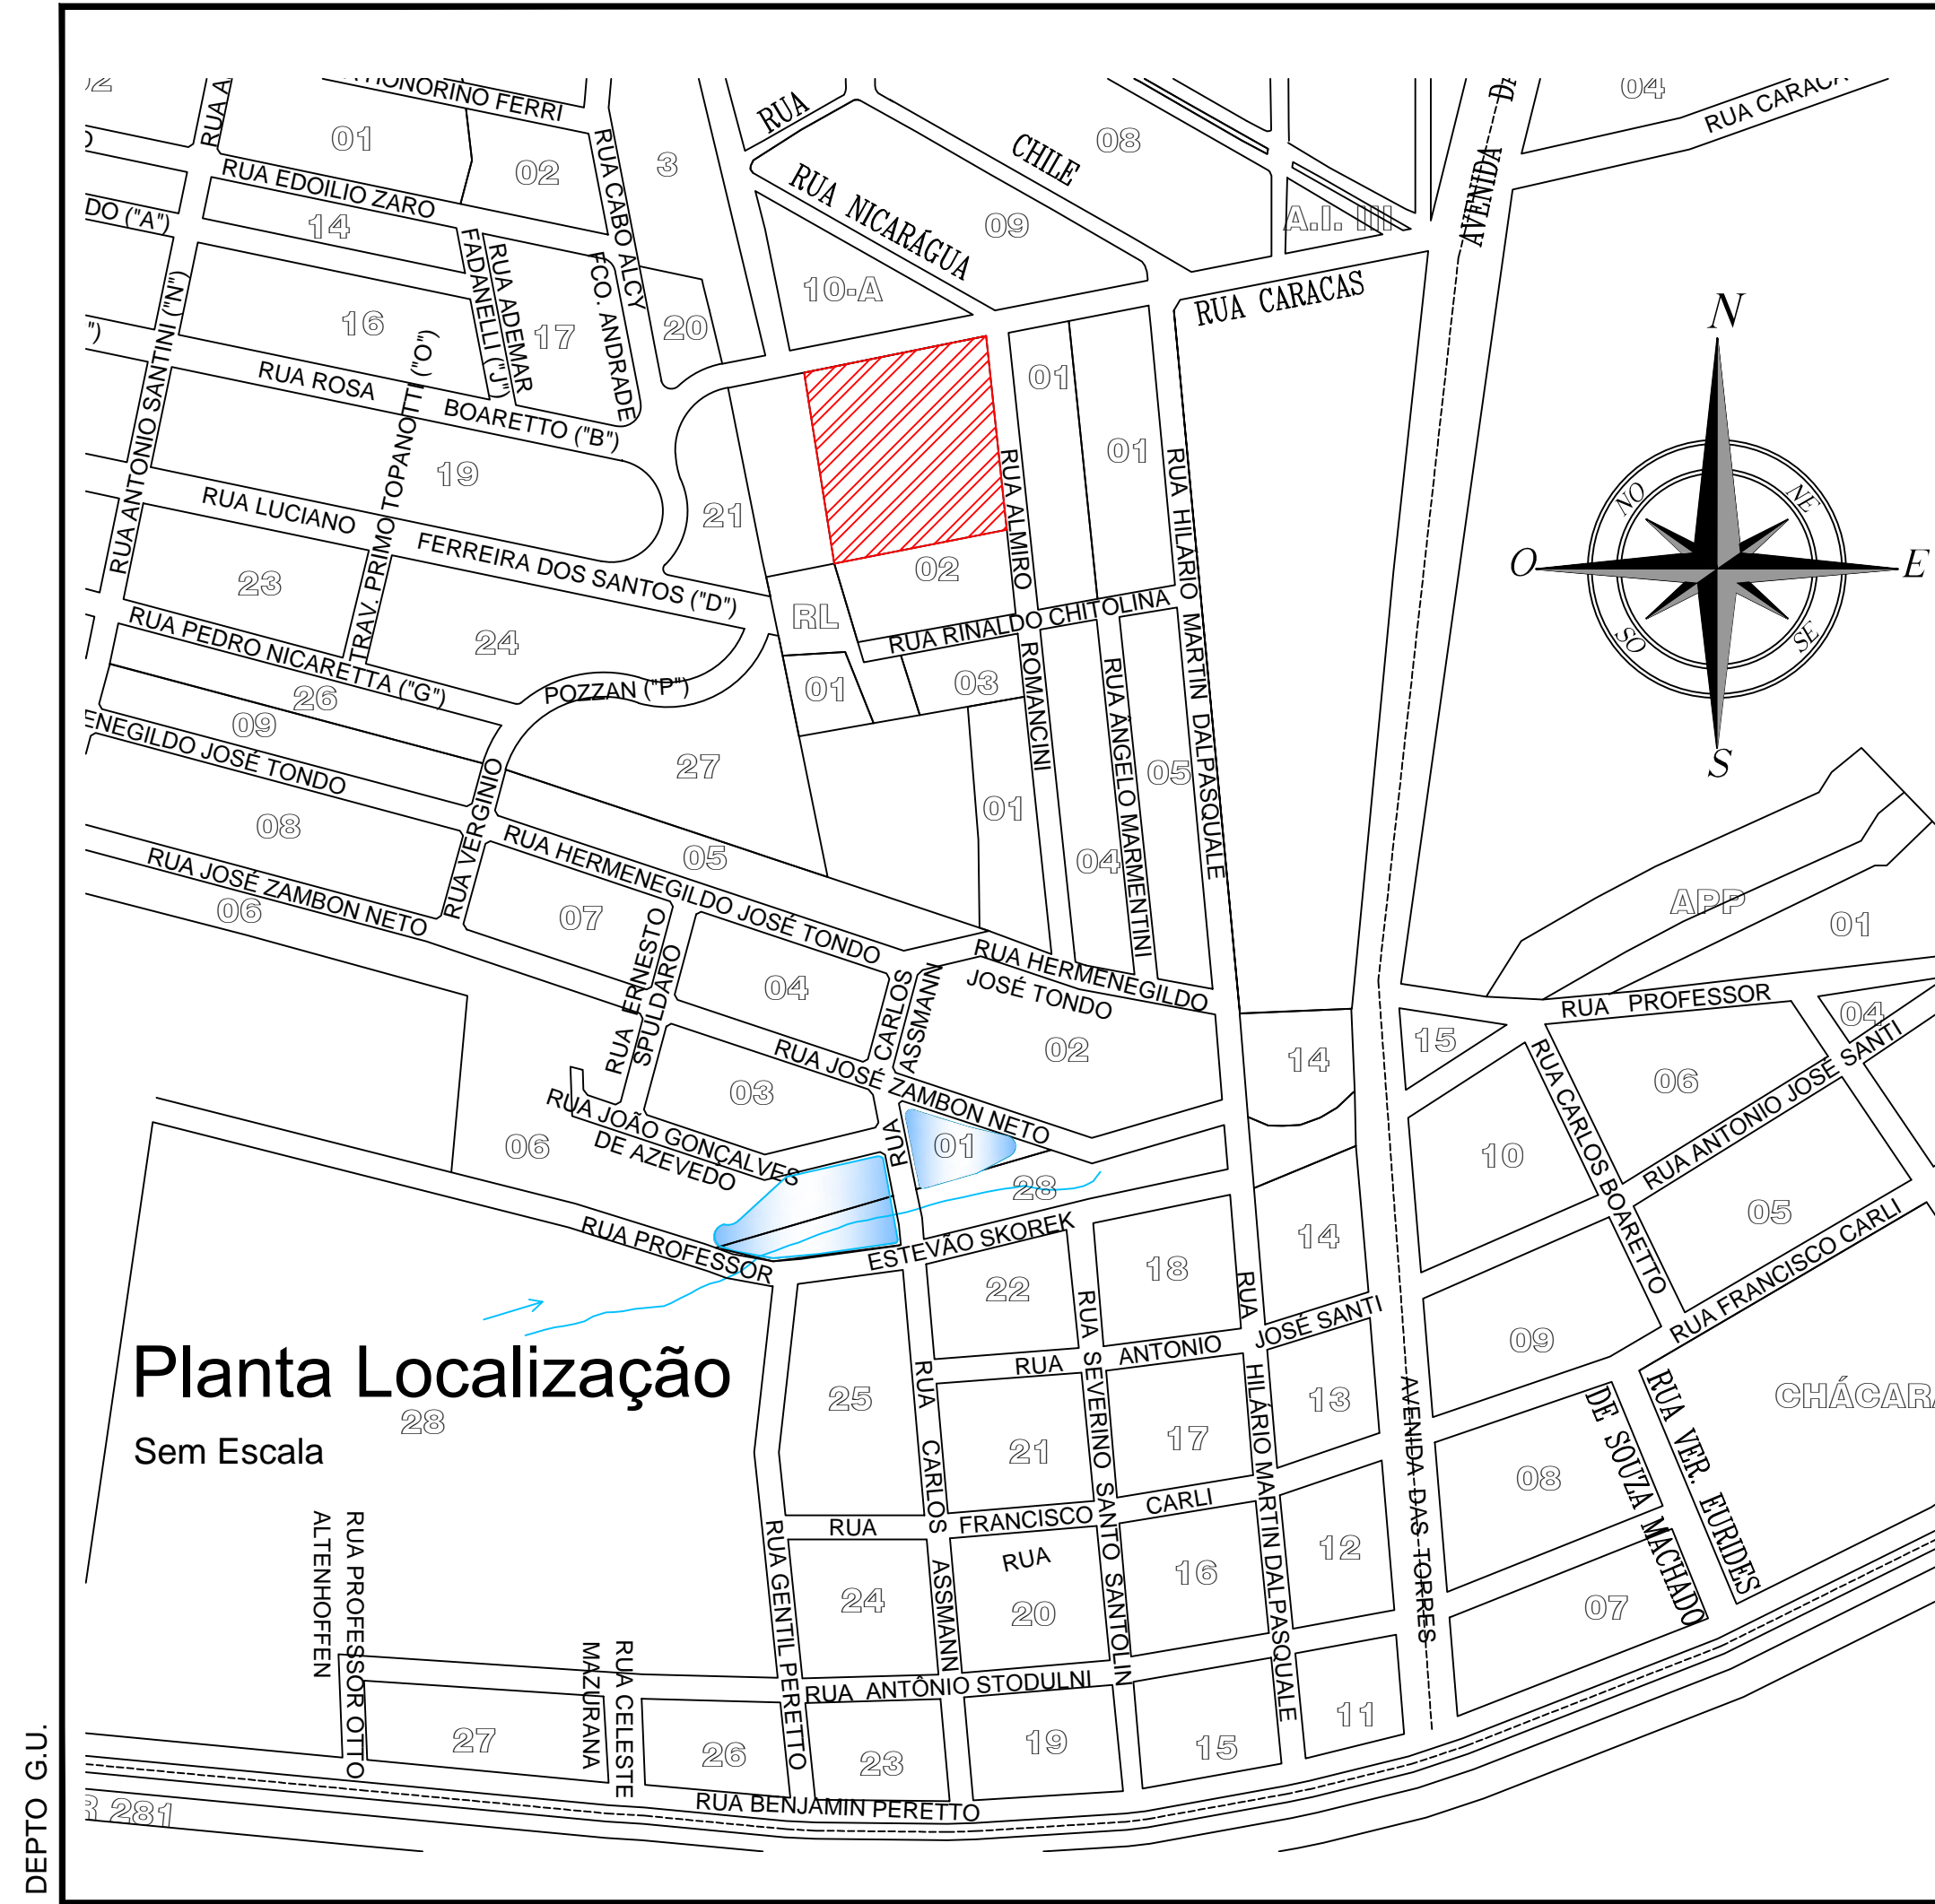 HONORINO FERRI
RUA A
01
02
RUA EDOILIO ZARO
14
DO ("A")
RUA CABO ALCY
FCO. ANDRADE
3
RUA
CHILE
08
RUA NICARÁGUA
09
A.I. III
10-A
RUA CARACAS
AVENIDA
04
RUA CARACA
RUA ADEMAR
FADANELLI ("J")
16
17
20
RUA ANTONIO SANTINI ("N")
RUA ROSA
BOARETTO ("B")
TRAV. PRIMO TOPANOTTI ("O")
19
21
RUA LUCIANO
FERREIRA DOS SANTOS ("D")
23
24
RUA PEDRO NICARETTA ("G")
26
09
POZZAN ("P")
RUA VERGINIO
01
01
RUA ALMIRO
ROMANCINI
02
RL
RUA RINALDO CHITOLINA
01
03
RUA HILÁRIO MARTIN DALPASQUALE
RUA ÂNGELO MARMENTINI
05
01
04
27
N
NO
NE
O
E
SO
SE
S
ENEGILDO JOSÉ TONDO
08
RUA HERMENEGILDO JOSÉ TONDO
05
RUA JOSÉ ZAMBON NETO
06
07
RUA ERNESTO
SPULDARO
04
CARLOS
ASSMANN
RUA HERMENEGILDO
JOSÉ TONDO
02
RUA JOSÉ ZAMBON NETO
03
RUA JOÃO GONÇALVES
DE AZEVEDO
06
RUA
01
28
APP
01
RUA PROFESSOR
04
15
14
06
RUA ANTONIO JOSÉ SANTI
RUA CARLOS BOARETTO
10
05
RUA FRANCISCO CARLI
14
09
RUA PROFESSOR
ESTEVÃO SKOREK
22
18
RUA
HILÁRIO MARTIN DALPASQUALE
RUA ANTONIO JOSÉ SANTI
RUA SEVERINO SANTO SANTOLIN
Planta Localização
28
Sem Escala
25
RUA CARLOS ASSMANN
21
17
13
AVENIDA DAS TORRES
08
DE SOUZA MACHADO
RUA VER. EURIDES
CHÁCARA
RUA FRANCISCO CARLI
RUA
24
20
16
12
07
RUA GENTIL PERETTO
RUA PROFESSOR OTTO
ALTENHOFFEN
RUA CELESTE
MAZURANA
RUA ANTÔNIO STODULNI
27
26
23
19
15
11
RUA BENJAMIN PERETTO
R 281
DEPTO G.U.